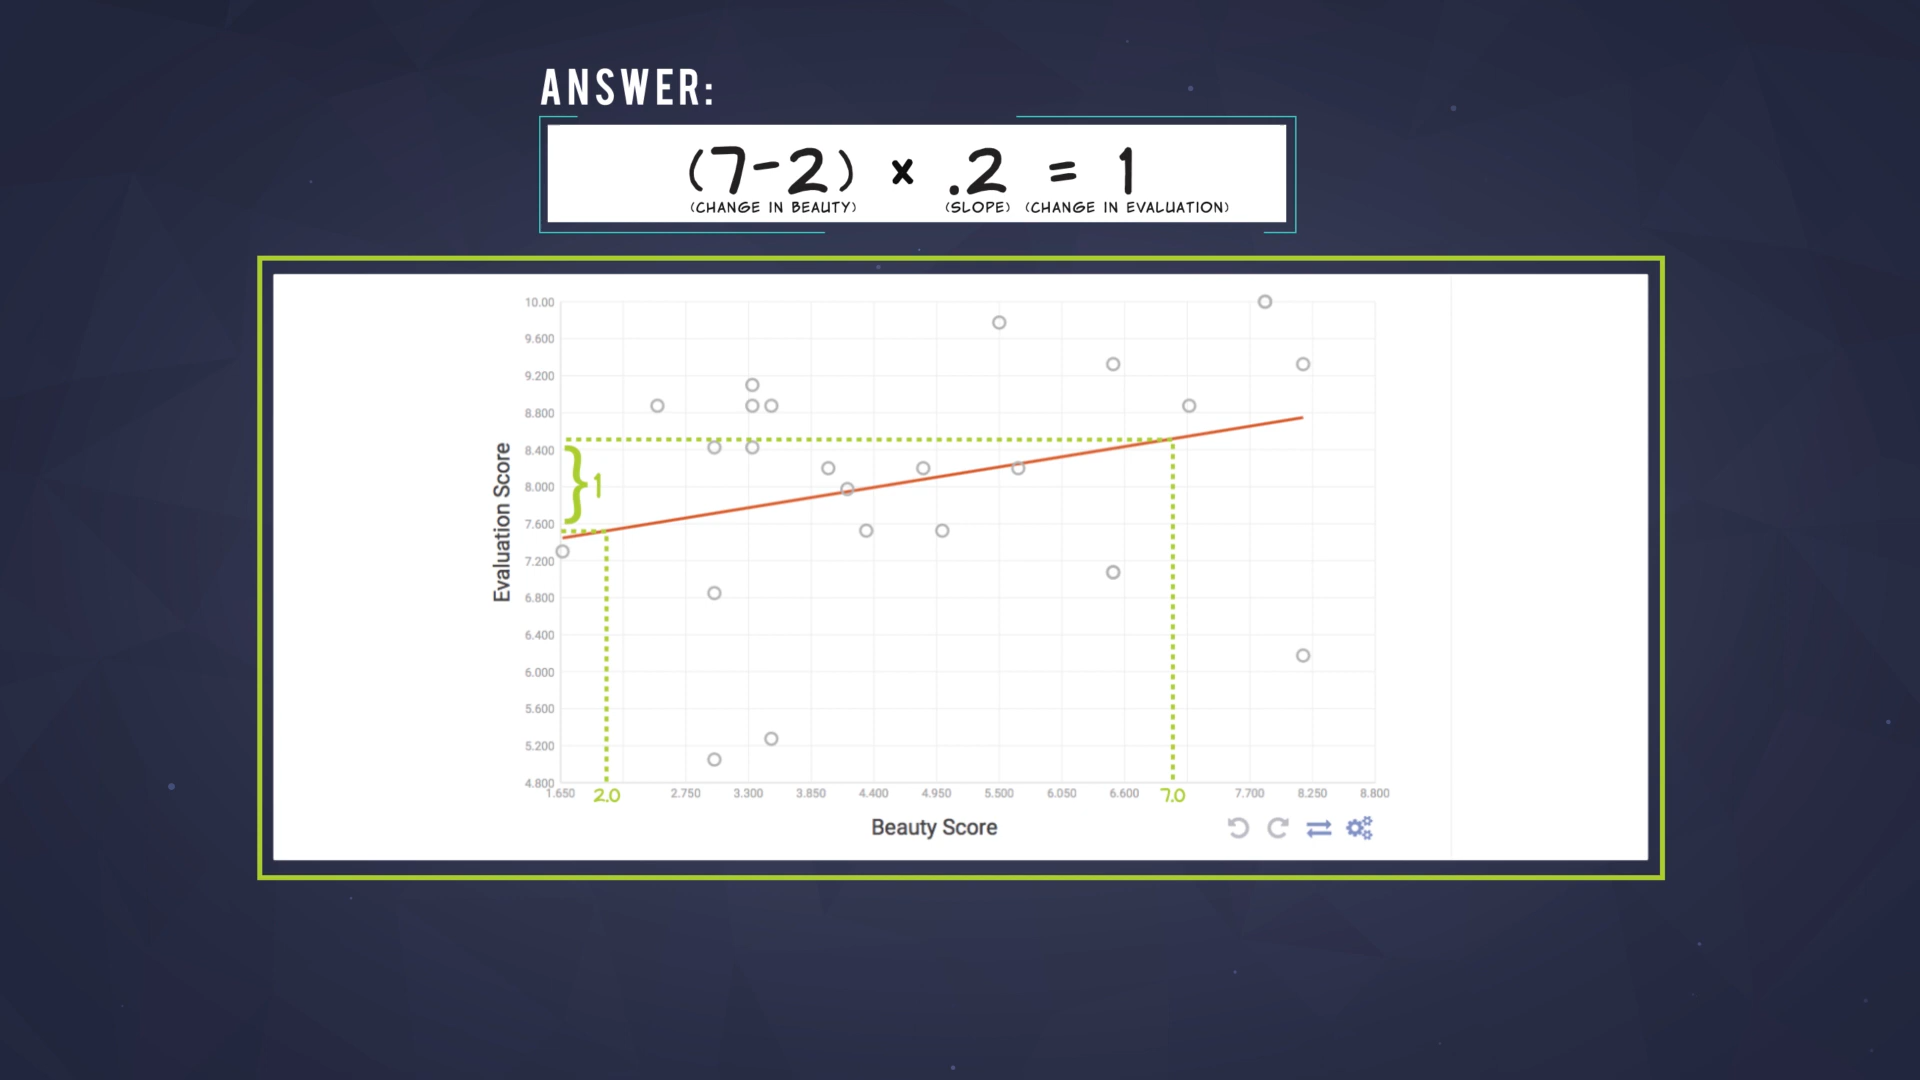 ANSWER:
(7-2) x .2 = 1
(CHANGE IN BEAUTY) (SLOPE) (CHANGE IN EVALUATION)
10.00
9.600
9.200
8.800
8.400
8.000
7.600
7.200
6.800
6.400
6.000
5.600
5.200
4.800
Evaluation Score
} 1
1.650 2.0 2.750 3.300 3.850 4.400 4.950 5.500 6.050 6.600 7.0 7.700 8.250 8.800
Beauty Score